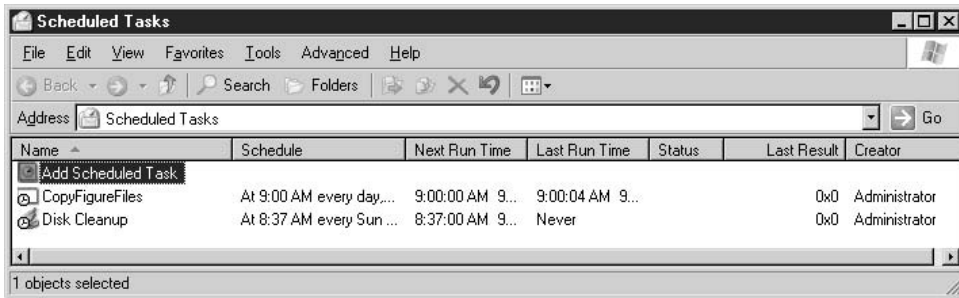 Scheduled Tasks
File Edit View Favorites Tools Advanced Help
Back Search Folders
Address Scheduled Tasks Go
Name Schedule Next Run Time Last Run Time Status Last Result Creator
Add Scheduled Task
CopyFigureFiles At 9:00 AM every day,... 9:00:00 AM 9... 9:00:04 AM 9... 0x0 Administrator
Disk Cleanup At 8:37 AM every Sun ... 8:37:00 AM 9... Never 0x0 Administrator
1 objects selected